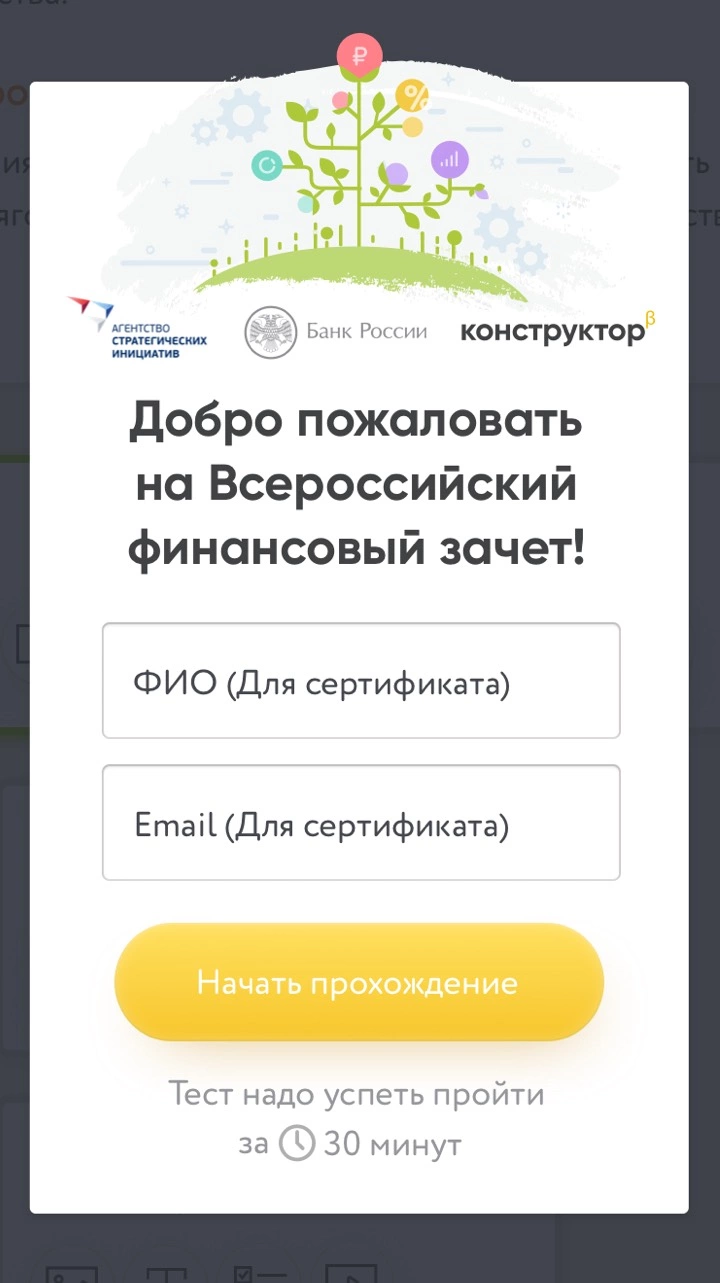 ₽
%
АГЕНТСТВО
СТРАТЕГИЧЕСКИХ
ИНИЦИАТИВ
Банк России
конструктор β
Добро пожаловать
на Всероссийский
финансовый зачет!
ФИО (Для сертификата)
Email (Для сертификата)
Начать прохождение
Тест надо успеть пройти
за 30 минут